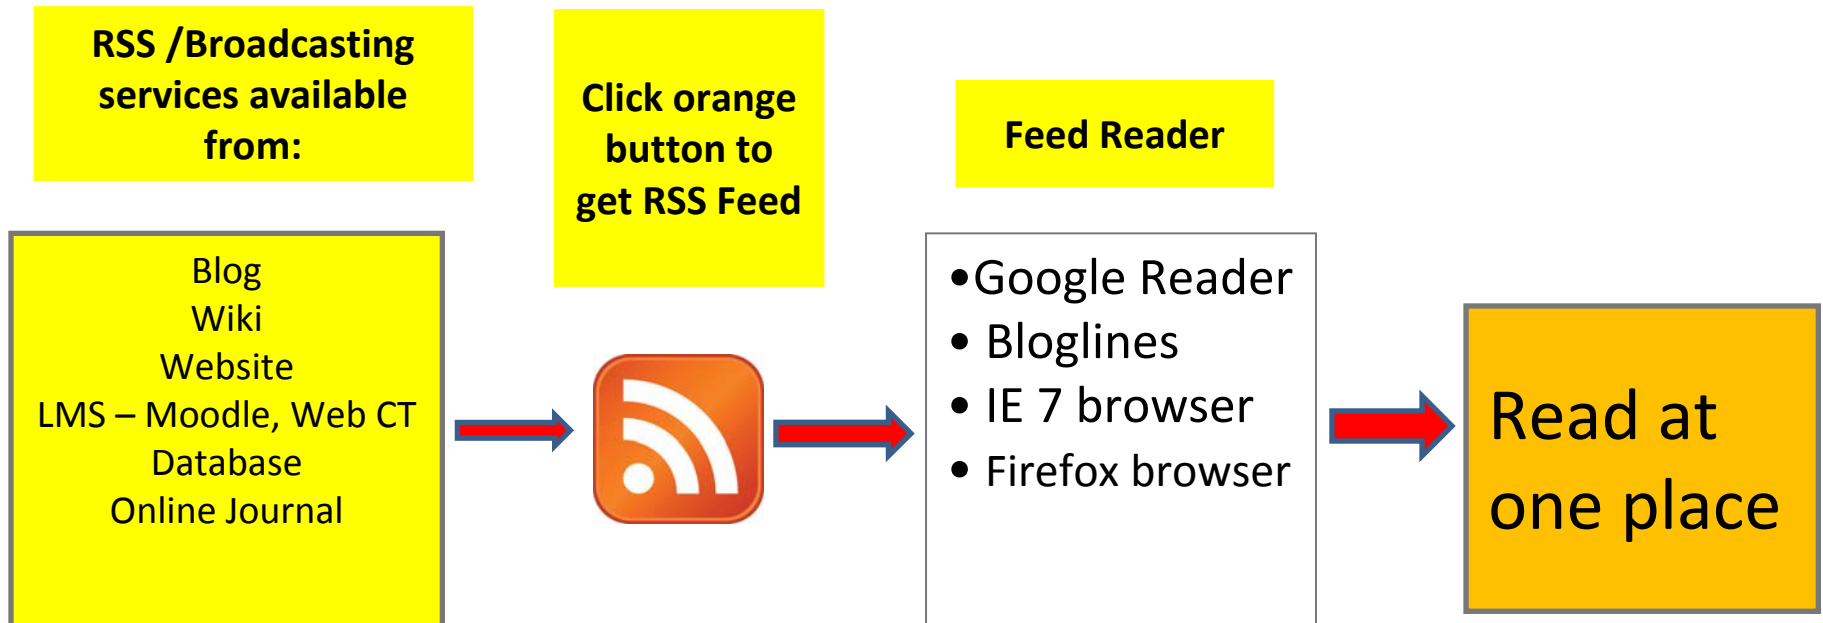 RSS /Broadcasting
services available
from:
Click orange
button to
get RSS Feed
Feed Reader
Blog
Wiki
Website
LMS – Moodle, Web CT
Database
Online Journal
•Google Reader
• Bloglines
• IE 7 browser
• Firefox browser
Read at
one place